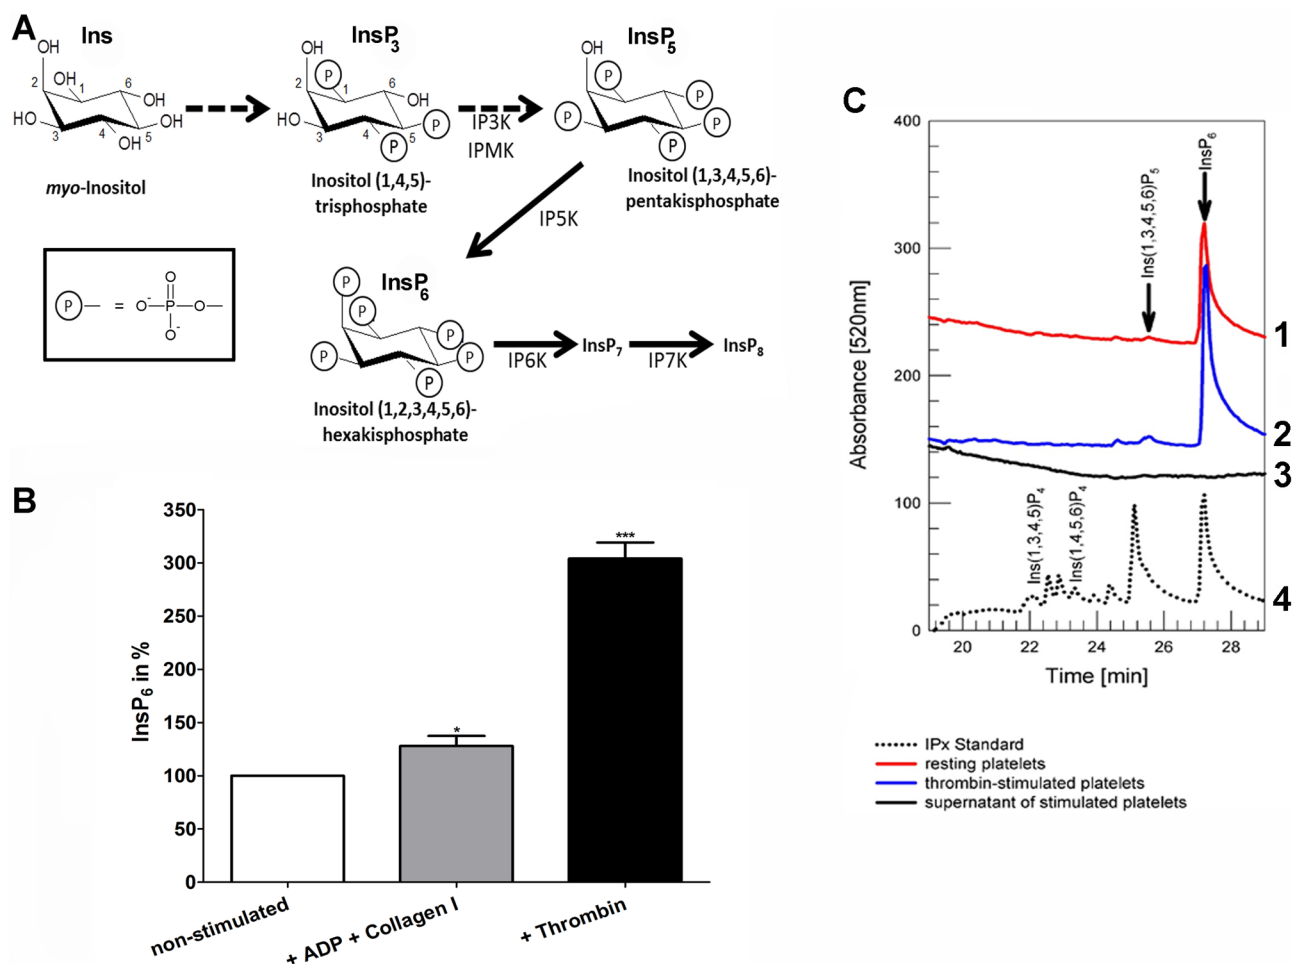 A
Ins
InsP3
InsP5
OH
OH
OH
2
OH
1
6
2
P
1
6
P
P
OH
OH
P
P
HO
OH
HO
P
IP3K
3
4
5
3
4
5
OH
P
IPMK
P
myo-Inositol
Inositol (1,4,5)-
trisphosphate
Inositol (1,3,4,5,6)-
pentakisphosphate
IP5K
P
=
O
O-
P
O
O-
InsP6
P
P
P
P
P
P
IP6K
InsP7
IP7K
InsP8
Inositol (1,2,3,4,5,6)-
hexakisphosphate
B
InsP6 in %
350
300
250
200
150
100
50
0
*
***
non-stimulated
+ ADP + Collagen I
+ Thrombin
C
Absorbance [520nm]
400
300
200
100
0
Ins(1,3,4,5)P4
Ins(1,4,5,6)P4
Ins(1,3,4,5,6)P5
InsP6
1
2
3
4
20
22
24
26
28
Time [min]
IPx Standard
resting platelets
thrombin-stimulated platelets
supernatant of stimulated platelets